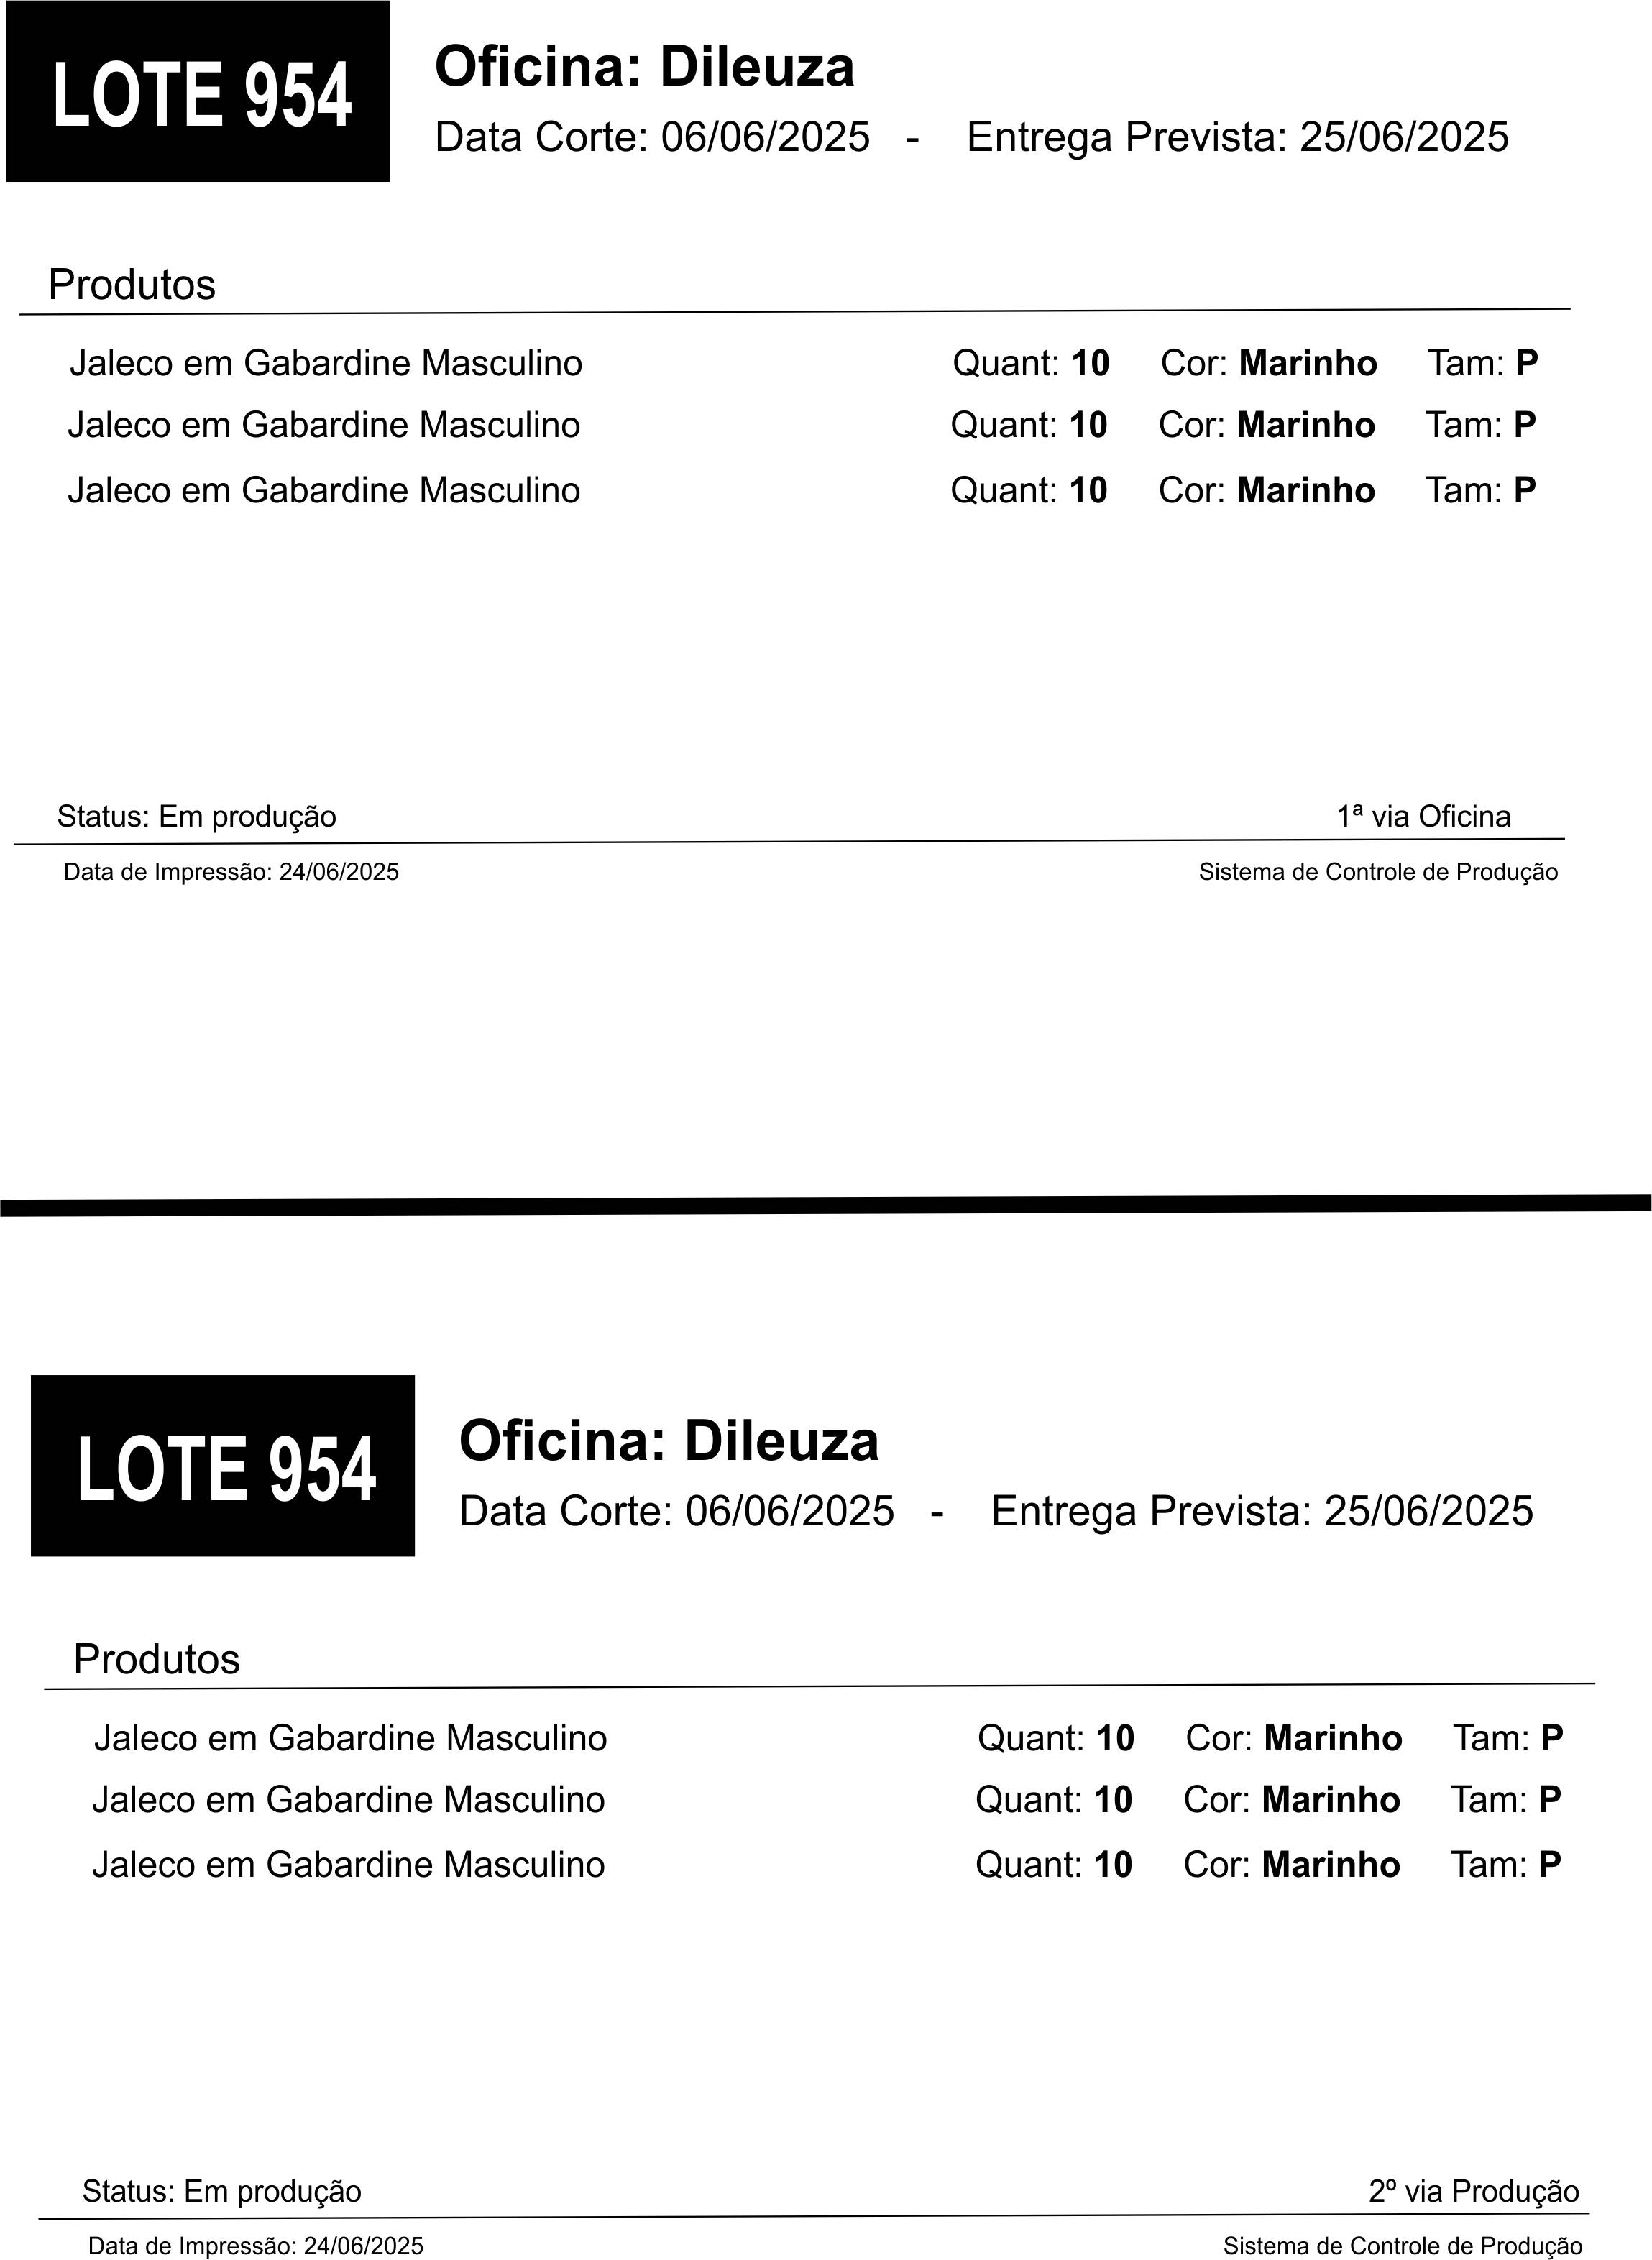 LOTE 954
Oficina: Dileuza
Data Corte: 06/06/2025 - Entrega Prevista: 25/06/2025
Produtos
Jaleco em Gabardine Masculino Quant: 10 Cor: Marinho Tam: P
Jaleco em Gabardine Masculino Quant: 10 Cor: Marinho Tam: P
Jaleco em Gabardine Masculino Quant: 10 Cor: Marinho Tam: P
Status: Em produção 1ª via Oficina
Data de Impressão: 24/06/2025 Sistema de Controle de Produção
LOTE 954
Oficina: Dileuza
Data Corte: 06/06/2025 - Entrega Prevista: 25/06/2025
Produtos
Jaleco em Gabardine Masculino Quant: 10 Cor: Marinho Tam: P
Jaleco em Gabardine Masculino Quant: 10 Cor: Marinho Tam: P
Jaleco em Gabardine Masculino Quant: 10 Cor: Marinho Tam: P
Status: Em produção 2º via Produção
Data de Impressão: 24/06/2025 Sistema de Controle de Produção